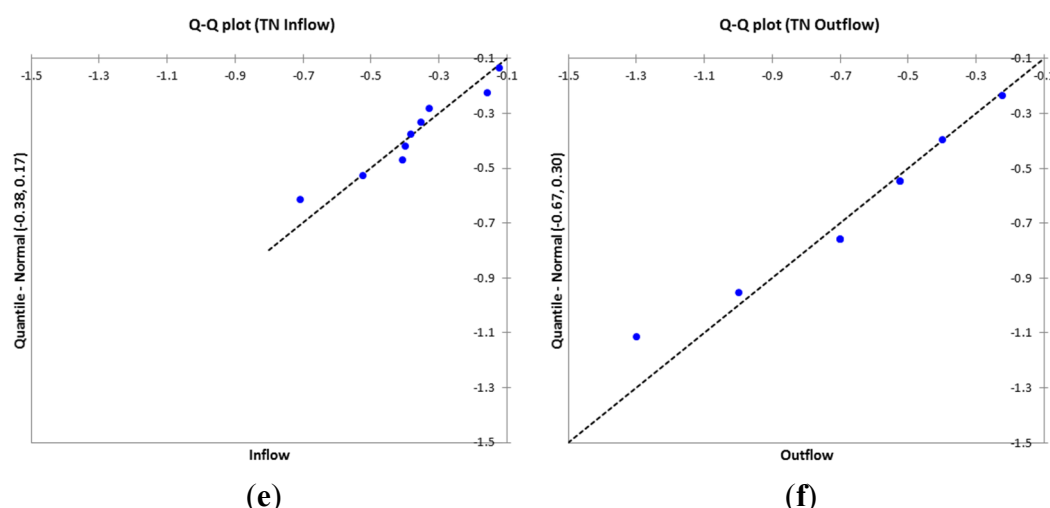 Q-Q plot (TN Inflow)
-1.5 -1.3 -1.1 -0.9 -0.7 -0.5 -0.3 -0.1
-0.1
-0.3
-0.5
-0.7
-0.9
-1.1
-1.3
-1.5
Quantile - Normal (-0.38, 0.17)
Inflow
(e)
Q-Q plot (TN Outflow)
-1.5 -1.3 -1.1 -0.9 -0.7 -0.5 -0.3
-0.1
-0.3
-0.5
-0.7
-0.9
-1.1
-1.3
-1.5
Quantile - Normal (-0.67, 0.30)
Outflow
(f)